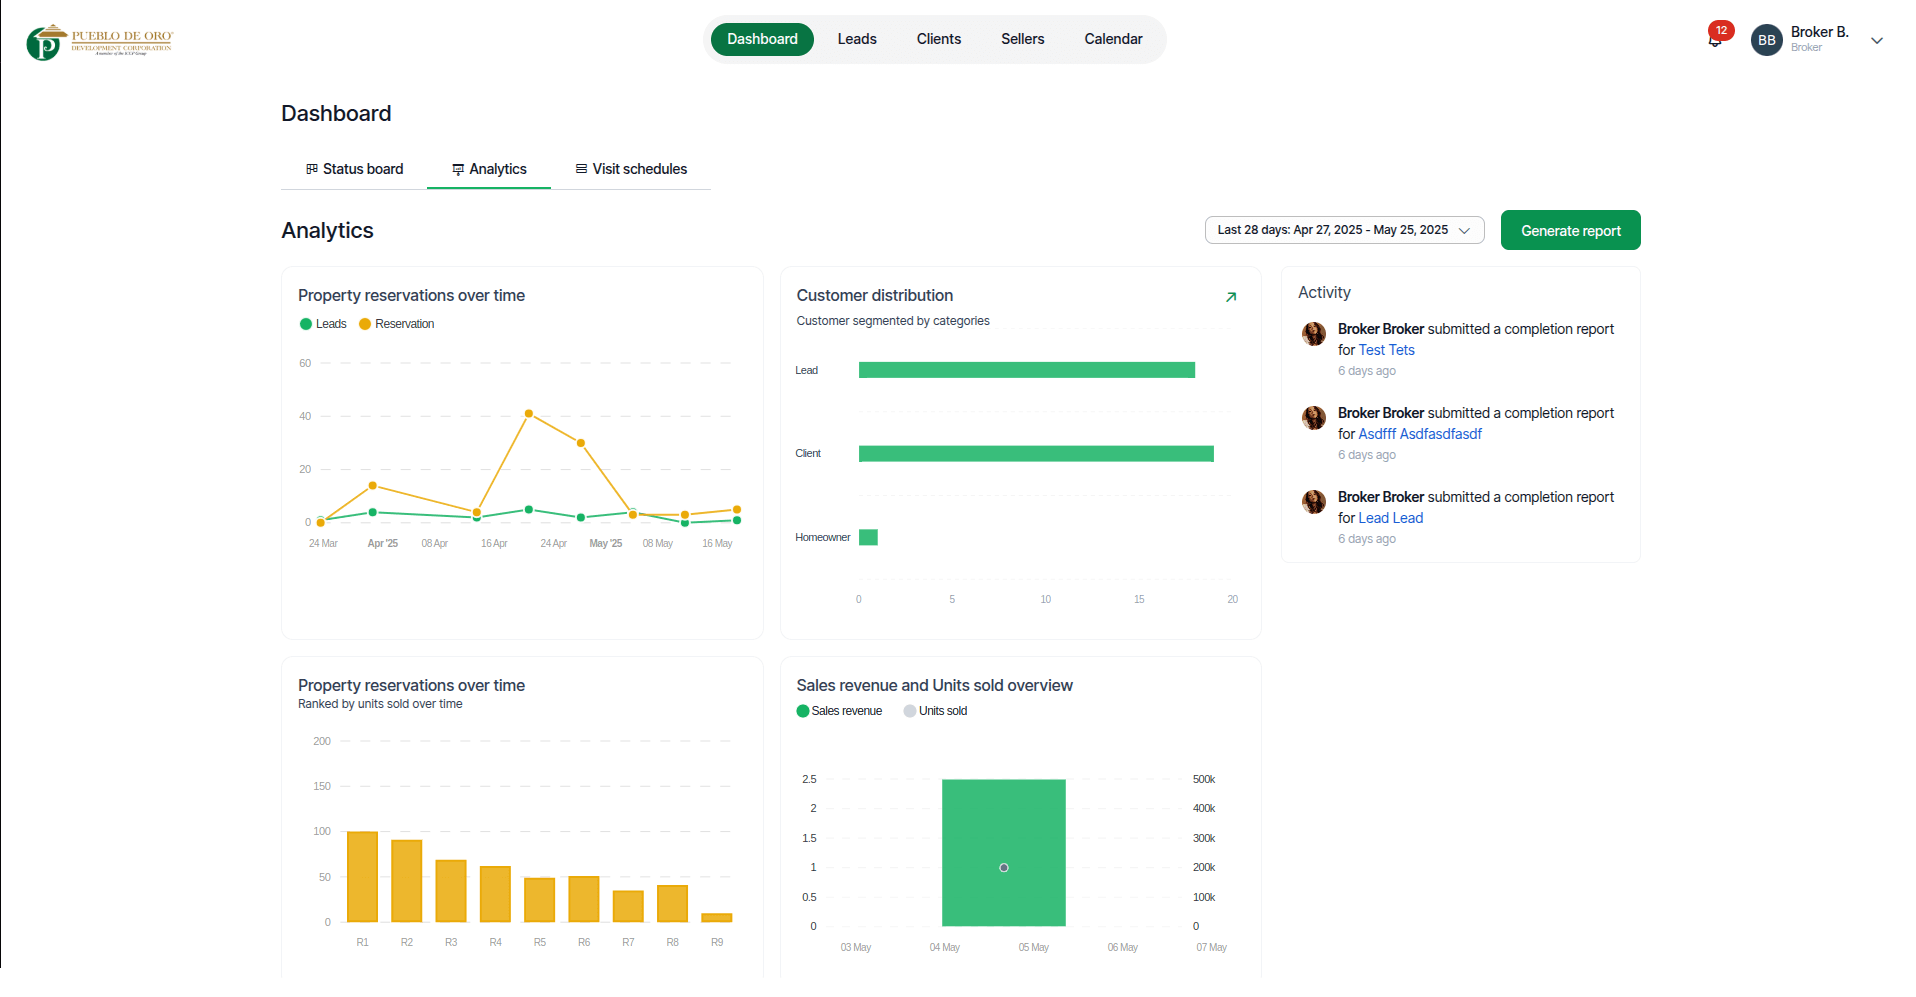 PUEBLO DE ORO
DEVELOPMENT CORPORATION
Dashboard
Leads
Clients
Sellers
Calendar
12
BB
Broker B.
Broker
Dashboard
Status board
Analytics
Visit schedules
Analytics
Last 28 days: Apr 27, 2025 - May 25, 2025
Generate report
Property reservations over time
Leads
Reservation
60
40
20
0
24 Mar
Apr '25
08 Apr
16 Apr
24 Apr
May '25
08 May
16 May
Customer distribution
Customer segmented by categories
Lead
Client
Homeowner
0
5
10
15
20
Activity
Broker Broker submitted a completion report
for Test Tets
6 days ago
Broker Broker submitted a completion report
for Asdfff Asdfasdfasdf
6 days ago
Broker Broker submitted a completion report
for Lead Lead
6 days ago
Property reservations over time
Ranked by units sold over time
200
150
100
50
0
R1
R2
R3
R4
R5
R6
R7
R8
R9
Sales revenue and Units sold overview
Sales revenue
Units sold
2.5
2
1.5
1
0.5
0
500k
400k
300k
200k
100k
0
03 May
04 May
05 May
06 May
07 May